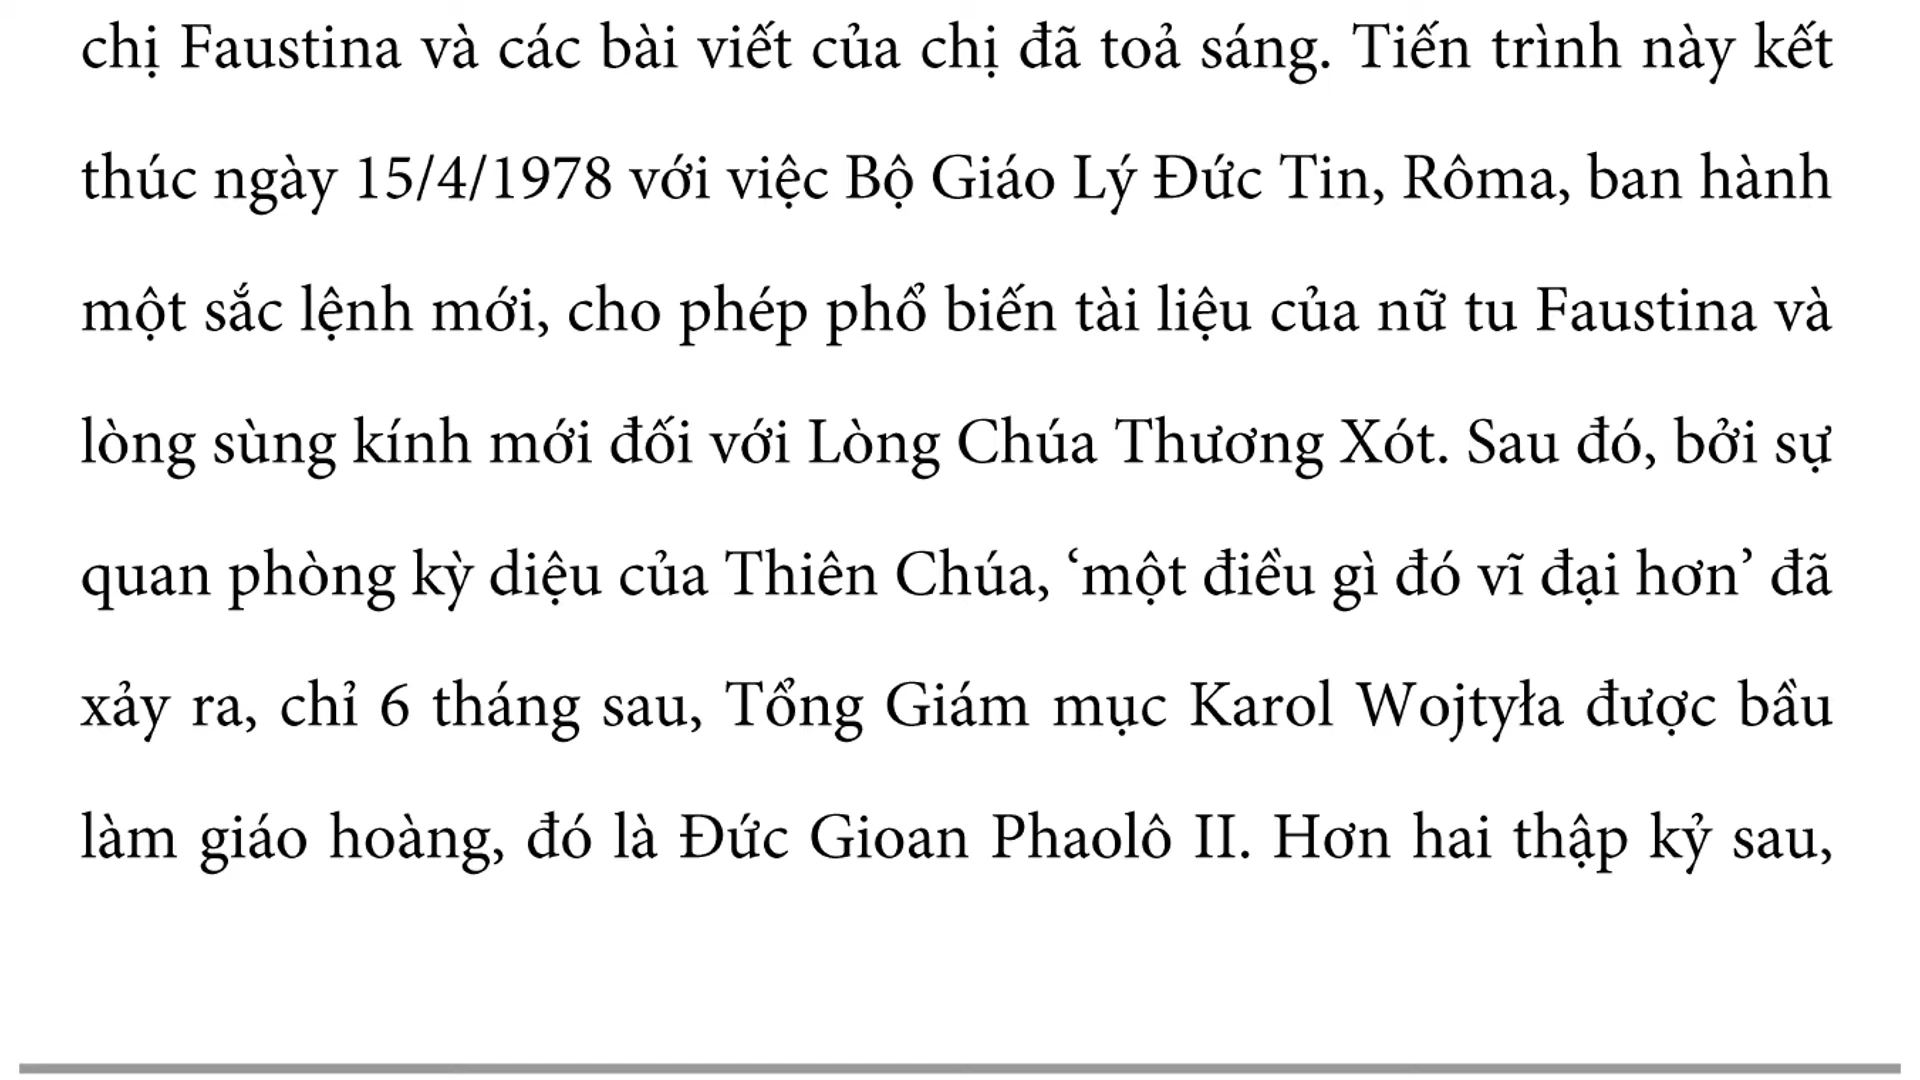 chị Faustina và các bài viết của chị đã toả sáng. Tiến trình này kết
thúc ngày 15/4/1978 với việc Bộ Giáo Lý Đức Tin, Rôma, ban hành
một sắc lệnh mới, cho phép phổ biến tài liệu của nữ tu Faustina và
lòng sùng kính mới đối với Lòng Chúa Thương Xót. Sau đó, bởi sự
quan phòng kỳ diệu của Thiên Chúa, ‘một điều gì đó vĩ đại hơn’ đã
xảy ra, chỉ 6 tháng sau, Tổng Giám mục Karol Wojtyła được bầu
làm giáo hoàng, đó là Đức Gioan Phaolô II. Hơn hai thập kỷ sau,